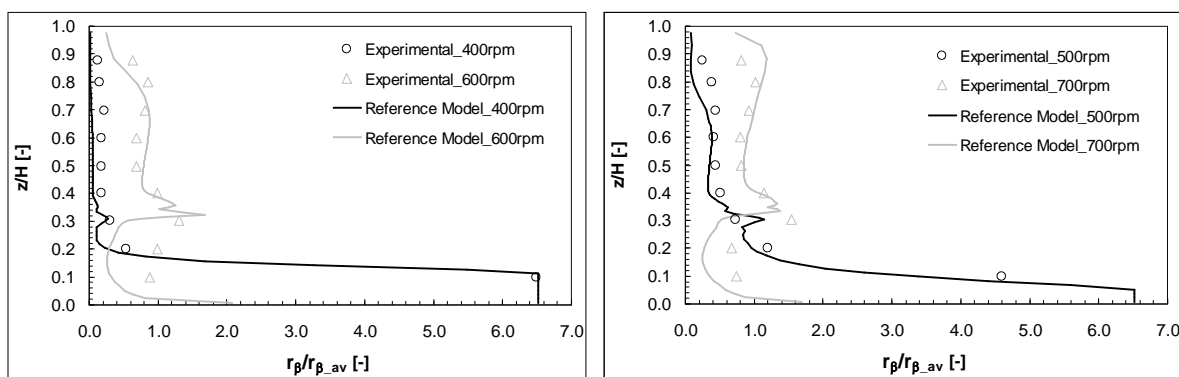 1.0
0.9
0.8
0.7
0.6
0.5
0.4
0.3
0.2
0.1
0.0
z/H [-]
Experimental_400rpm
Experimental_600rpm
Reference Model_400rpm
Reference Model_600rpm
0.0 1.0 2.0 3.0 4.0 5.0 6.0 7.0
rβ/rβ_av [-]
1.0
0.9
0.8
0.7
0.6
0.5
0.4
0.3
0.2
0.1
0.0
z/H [-]
Experimental_500rpm
Experimental_700rpm
Reference Model_500rpm
Reference Model_700rpm
0.0 1.0 2.0 3.0 4.0 5.0 6.0 7.0
rβ/rβ_av [-]